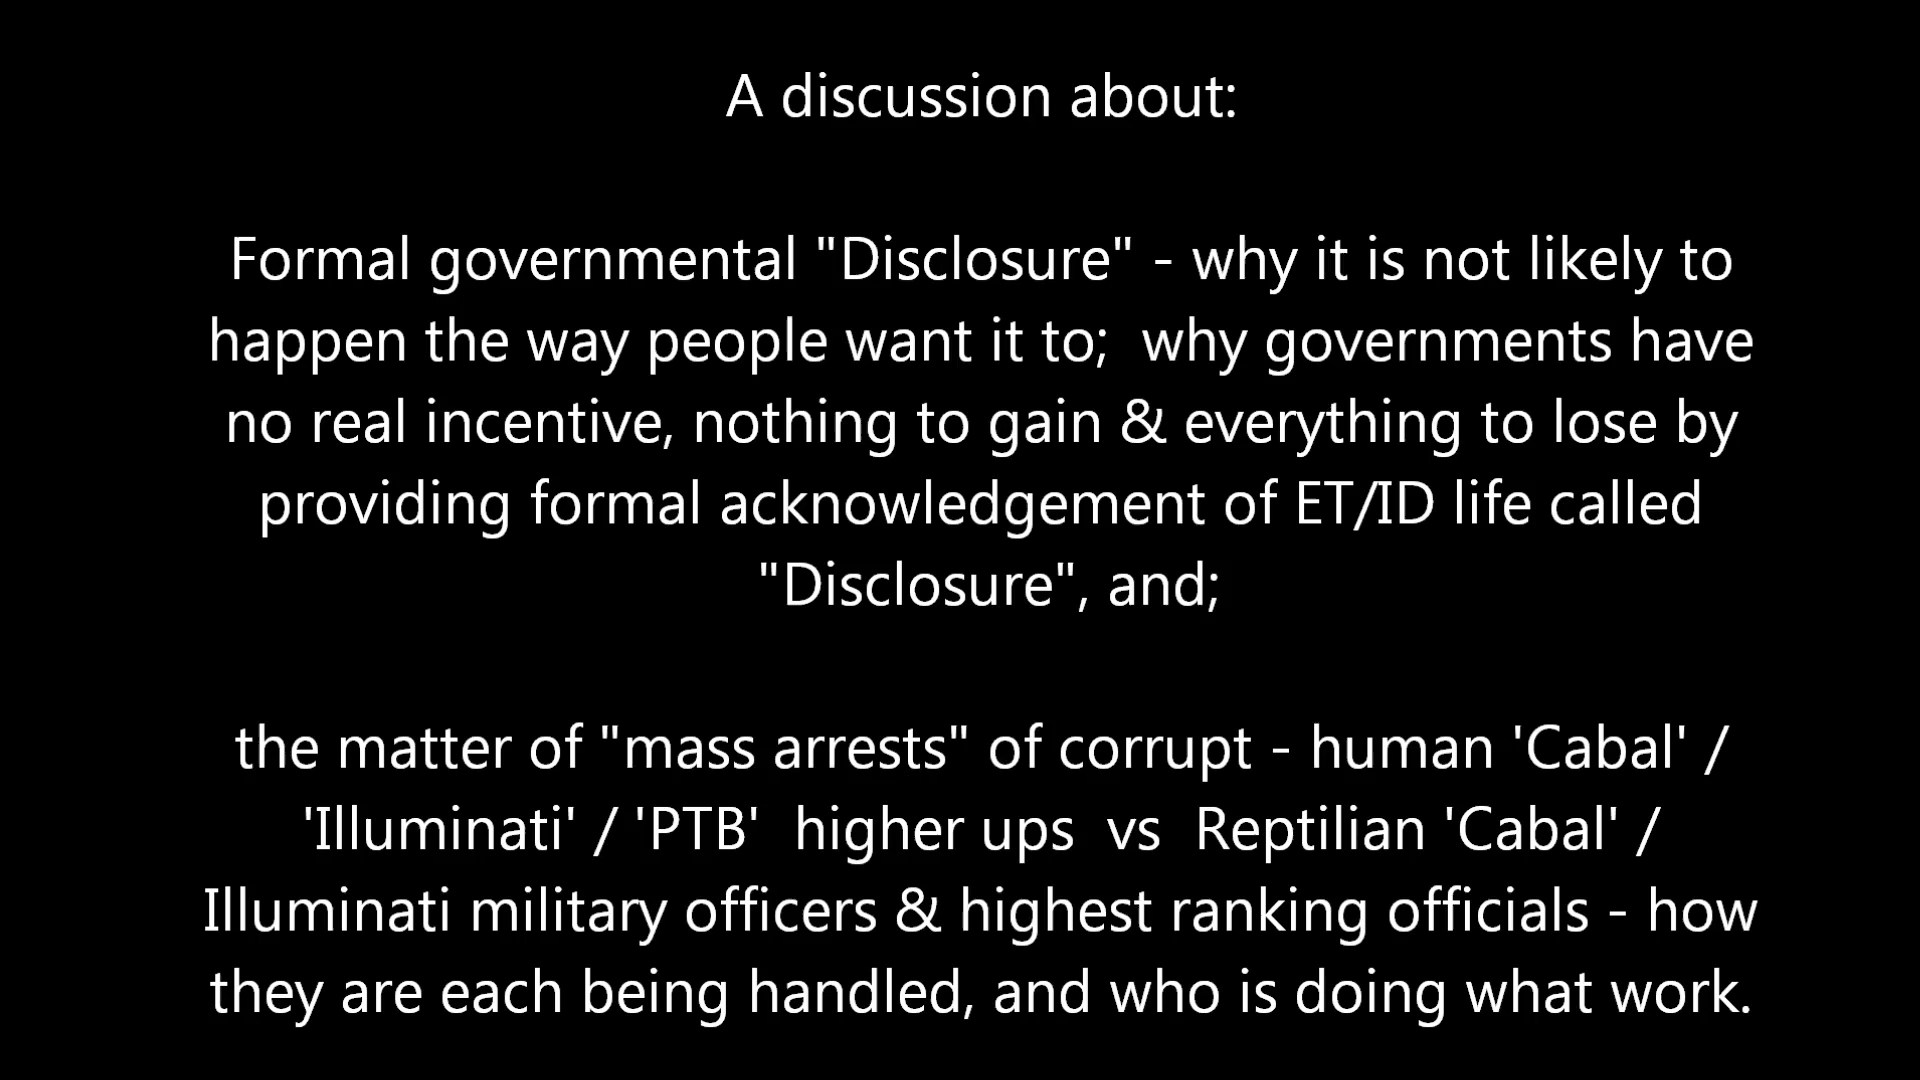 A discussion about:
Formal governmental "Disclosure" - why it is not likely to
happen the way people want it to;  why governments have
no real incentive, nothing to gain & everything to lose by
providing formal acknowledgement of ET/ID life called
"Disclosure", and;
the matter of "mass arrests" of corrupt - human 'Cabal' /
'Illuminati' / 'PTB'  higher ups  vs  Reptilian 'Cabal' /
Illuminati military officers & highest ranking officials - how
they are each being handled, and who is doing what work.